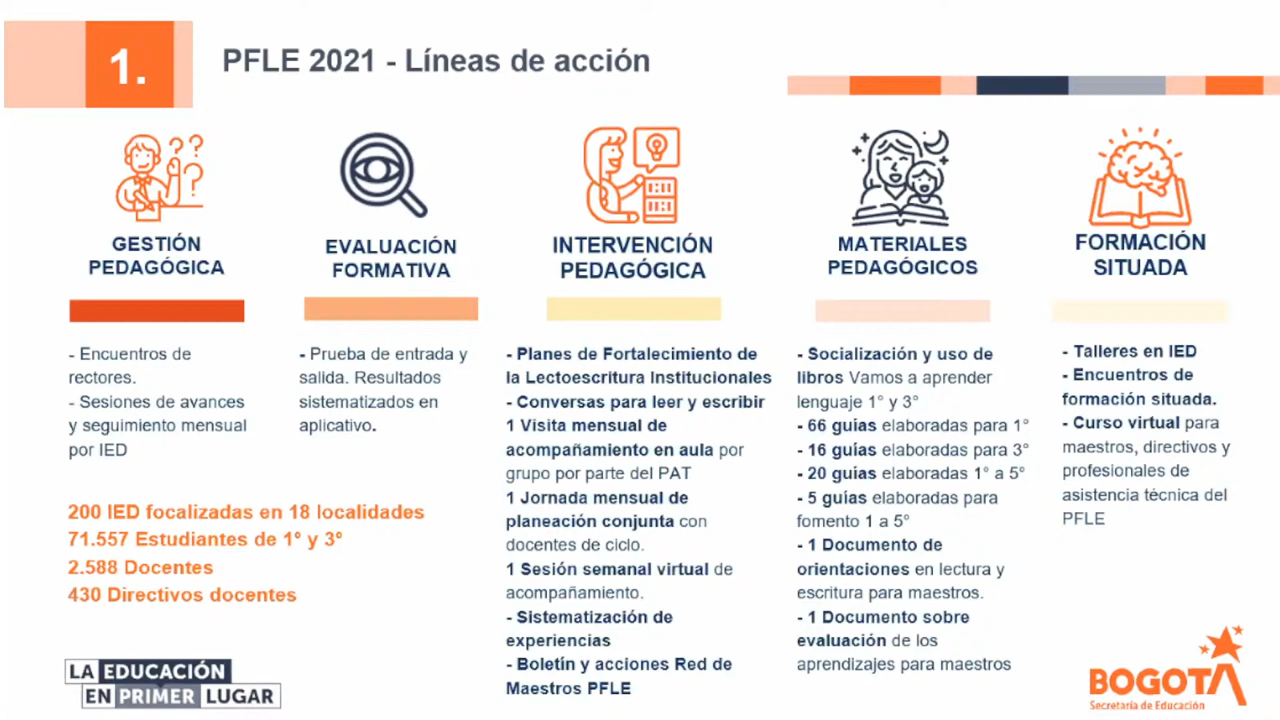 1.
PFLE 2021 - Líneas de acción
GESTIÓN
PEDAGÓGICA
- Encuentros de
rectores.
- Sesiones de avances
y seguimiento mensual
por IED
EVALUACIÓN
FORMATIVA
- Prueba de entrada y
salida. Resultados
sistematizados en
aplicativo.
200 IED focalizadas en 18 localidades
71.557 Estudiantes de 1° y 3°
2.588 Docentes
430 Directivos docentes
INTERVENCIÓN
PEDAGÓGICA
- Planes de Fortalecimiento de
la Lectoescritura Institucionales
- Conversas para leer y escribir
1 Visita mensual de
acompañamiento en aula por
grupo por parte del PAT
1 Jornada mensual de
planeación conjunta con
docentes de ciclo.
1 Sesión semanal virtual de
acompañamiento.
- Sistematización de
experiencias
- Boletín y acciones Red de
Maestros PFLE
MATERIALES
PEDAGÓGICOS
- Socialización y uso de
libros Vamos a aprender
lenguaje 1° y 3°
- 66 guías elaboradas para 1°
- 16 guías elaboradas para 3°
- 20 guías elaboradas 1° a 5°
- 5 guías elaboradas para
fomento 1 a 5°
- 1 Documento de
orientaciones en lectura y
escritura para maestros.
- 1 Documento sobre
evaluación de los
aprendizajes para maestros
FORMACIÓN
SITUADA
- Talleres en IED
- Encuentros de
formación situada.
- Curso virtual para
maestros, directivos y
profesionales de
asistencia técnica del
PFLE
LA EDUCACIÓN
EN PRIMER LUGAR
BOGOTA
Secretaría de Educación